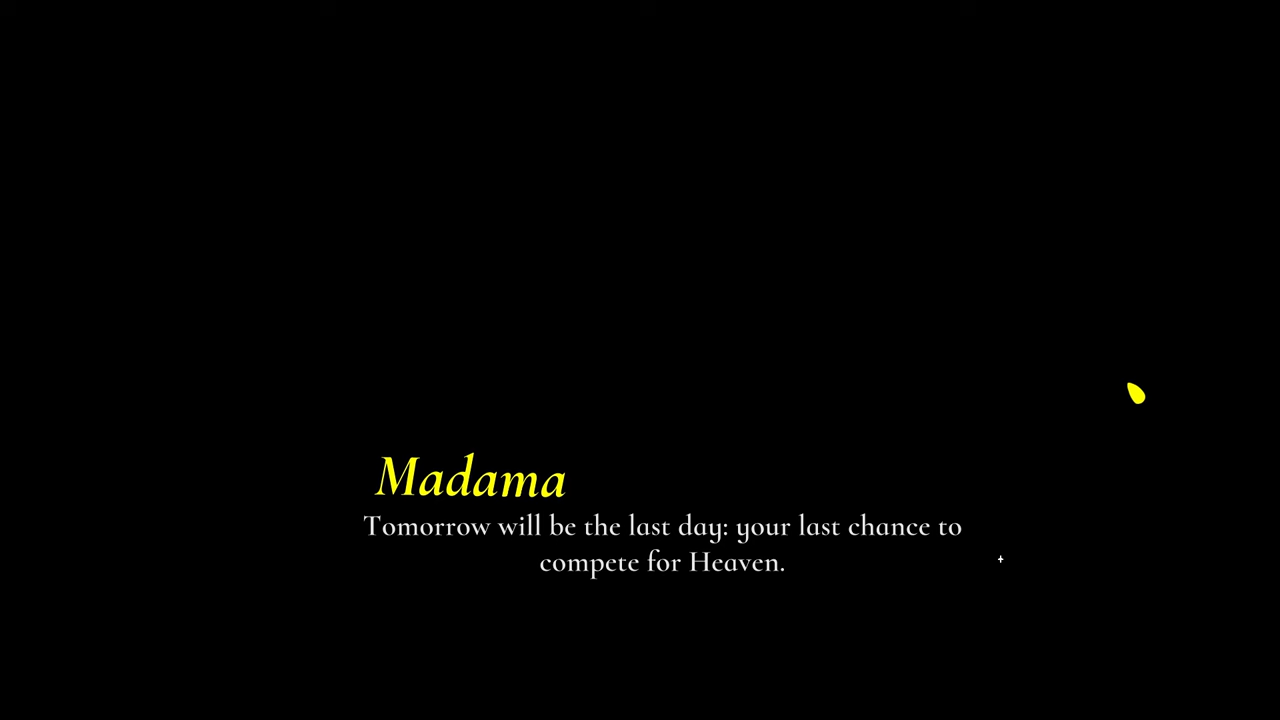 Madama
Tomorrow will be the last day: your last chance to
compete for Heaven.